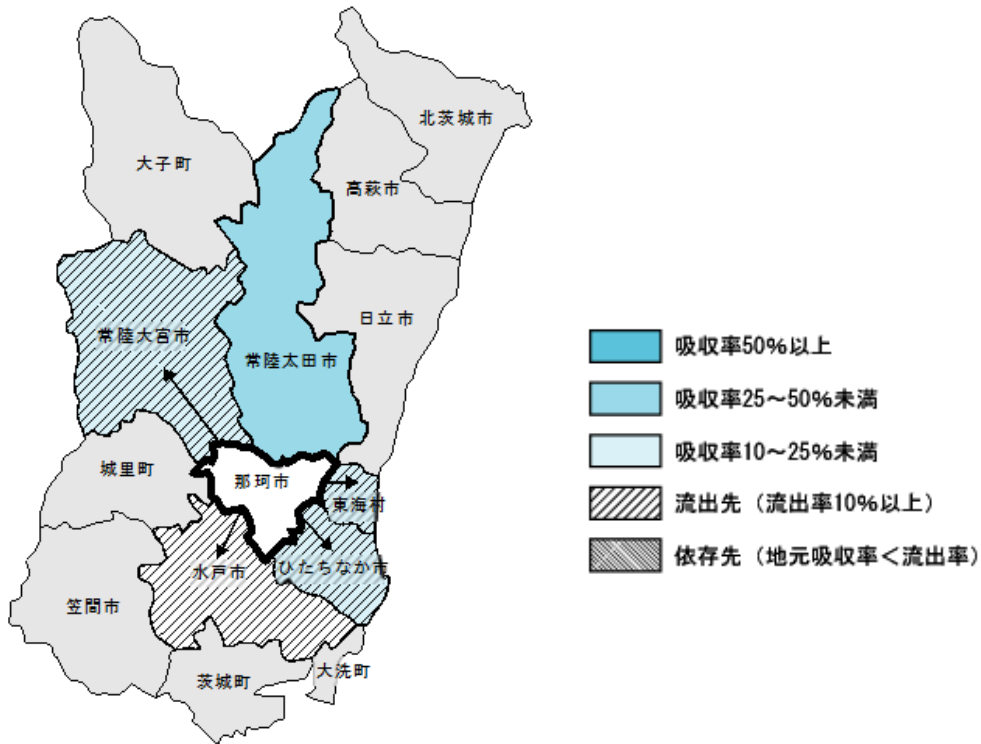 北茨城市
大子町
高萩市
日立市
常陸大宮市
常陸太田市
城里町
那珂市
東海村
水戸市
ひたちなか市
笠間市
大洗町
茨城町
吸収率50%以上
吸収率25～50%未満
吸収率10～25%未満
流出先（流出率10%以上）
依存先（地元吸収率＜流出率）